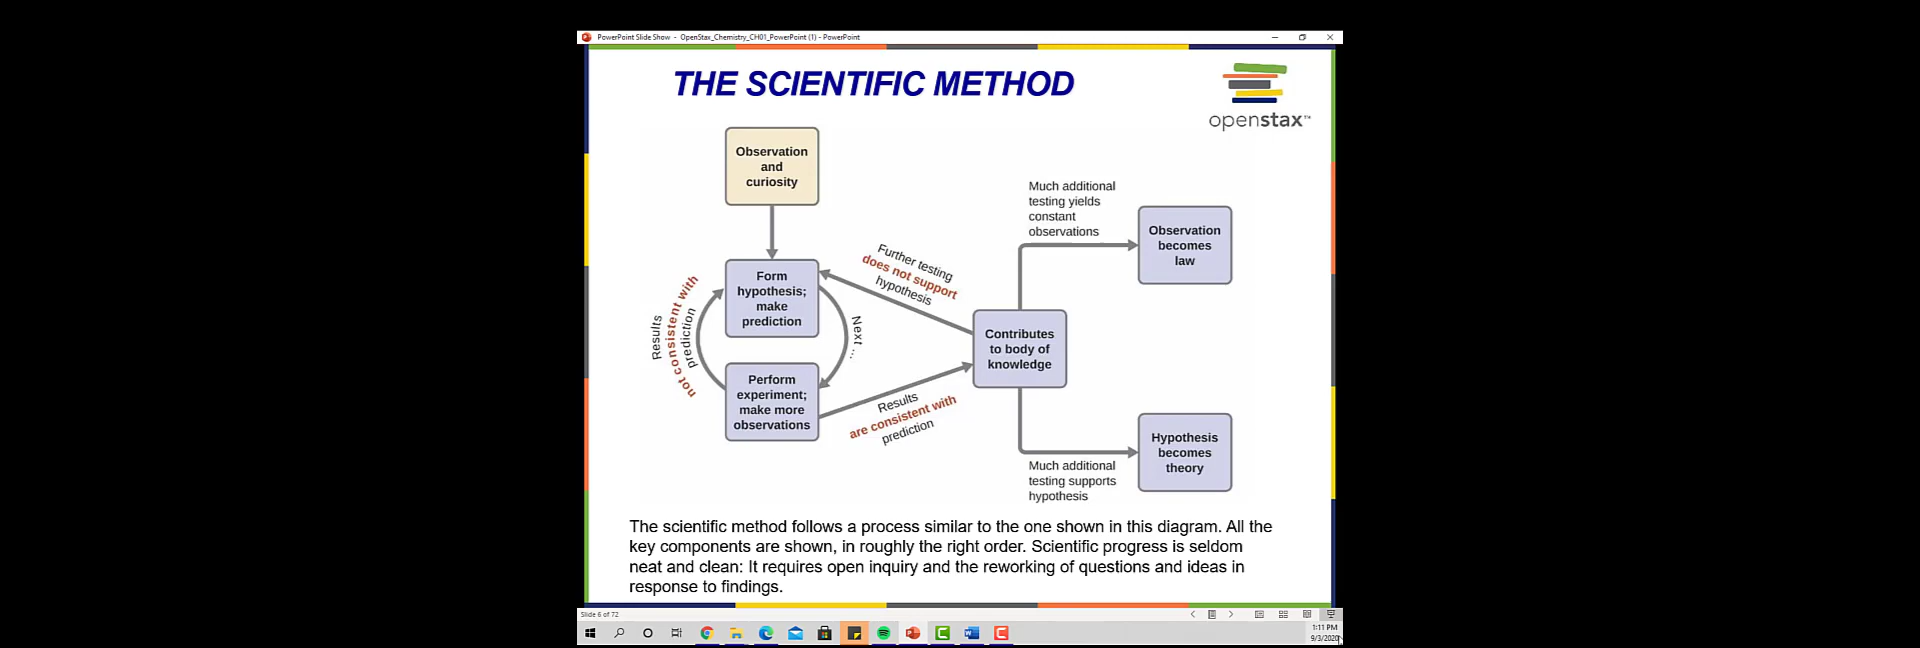 PowerPoint Slide Show - OpenStax_Chemistry_CH01_PowerPoint (1) - PowerPoint
THE SCIENTIFIC METHOD
openstax™
Observation
and
curiosity
Form
hypothesis;
make
prediction
Perform
experiment;
make more
observations
Results
not consistent with
prediction
Next ...
Further testing
does not support
hypothesis
Results
are consistent with
prediction
Contributes
to body of
knowledge
Much additional
testing yields
constant
observations
Observation
becomes
law
Much additional
testing supports
hypothesis
Hypothesis
becomes
theory
The scientific method follows a process similar to the one shown in this diagram. All the
key components are shown, in roughly the right order. Scientific progress is seldom
neat and clean: It requires open inquiry and the reworking of questions and ideas in
response to findings.
Slide 6 of 72
1:11 PM
9/3/2020